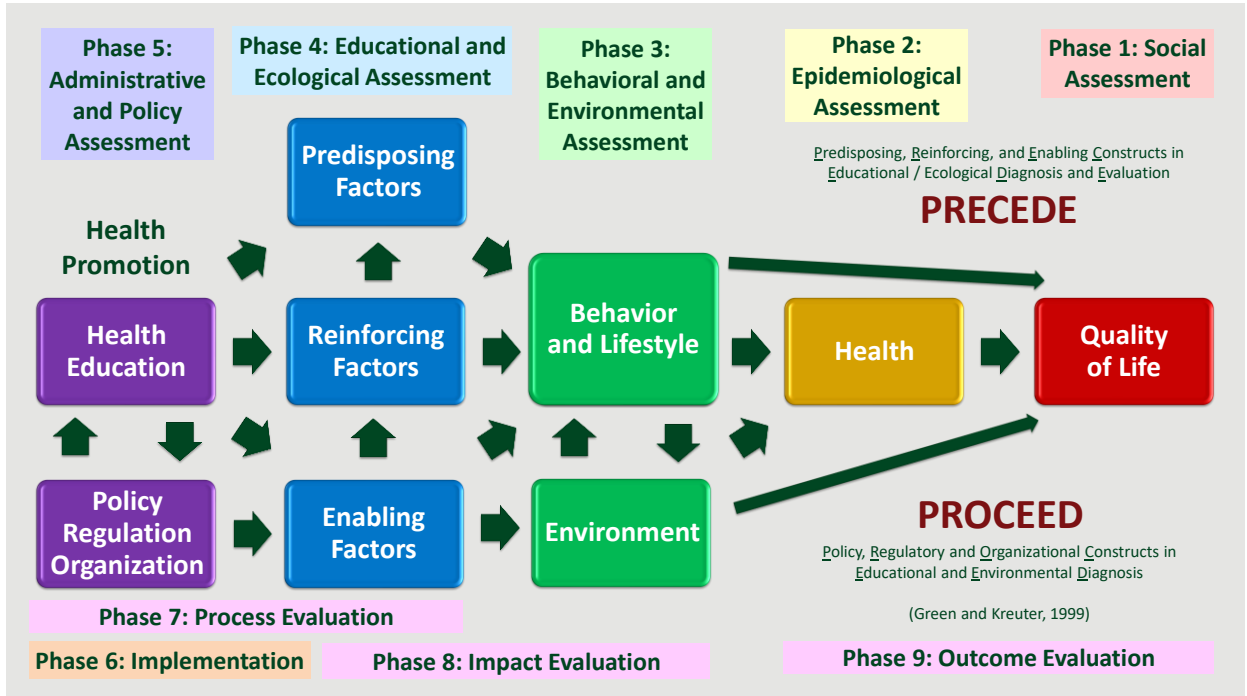 Phase 5:
Administrative
and Policy
Assessment
Phase 4: Educational and
Ecological Assessment
Phase 3:
Behavioral and
Environmental
Assessment
Phase 2:
Epidemiological
Assessment
Phase 1: Social
Assessment
Predisposing, Reinforcing, and Enabling Constructs in
Educational / Ecological Diagnosis and Evaluation
PRECEDE
Predisposing
Factors
Health
Promotion
Health
Education
Reinforcing
Factors
Behavior
and Lifestyle
Health
Quality
of Life
Policy
Regulation
Organization
Enabling
Factors
Environment
PROCEED
Policy, Regulatory and Organizational Constructs in
Educational and Environmental Diagnosis
(Green and Kreuter, 1999)
Phase 7: Process Evaluation
Phase 6: Implementation
Phase 8: Impact Evaluation
Phase 9: Outcome Evaluation